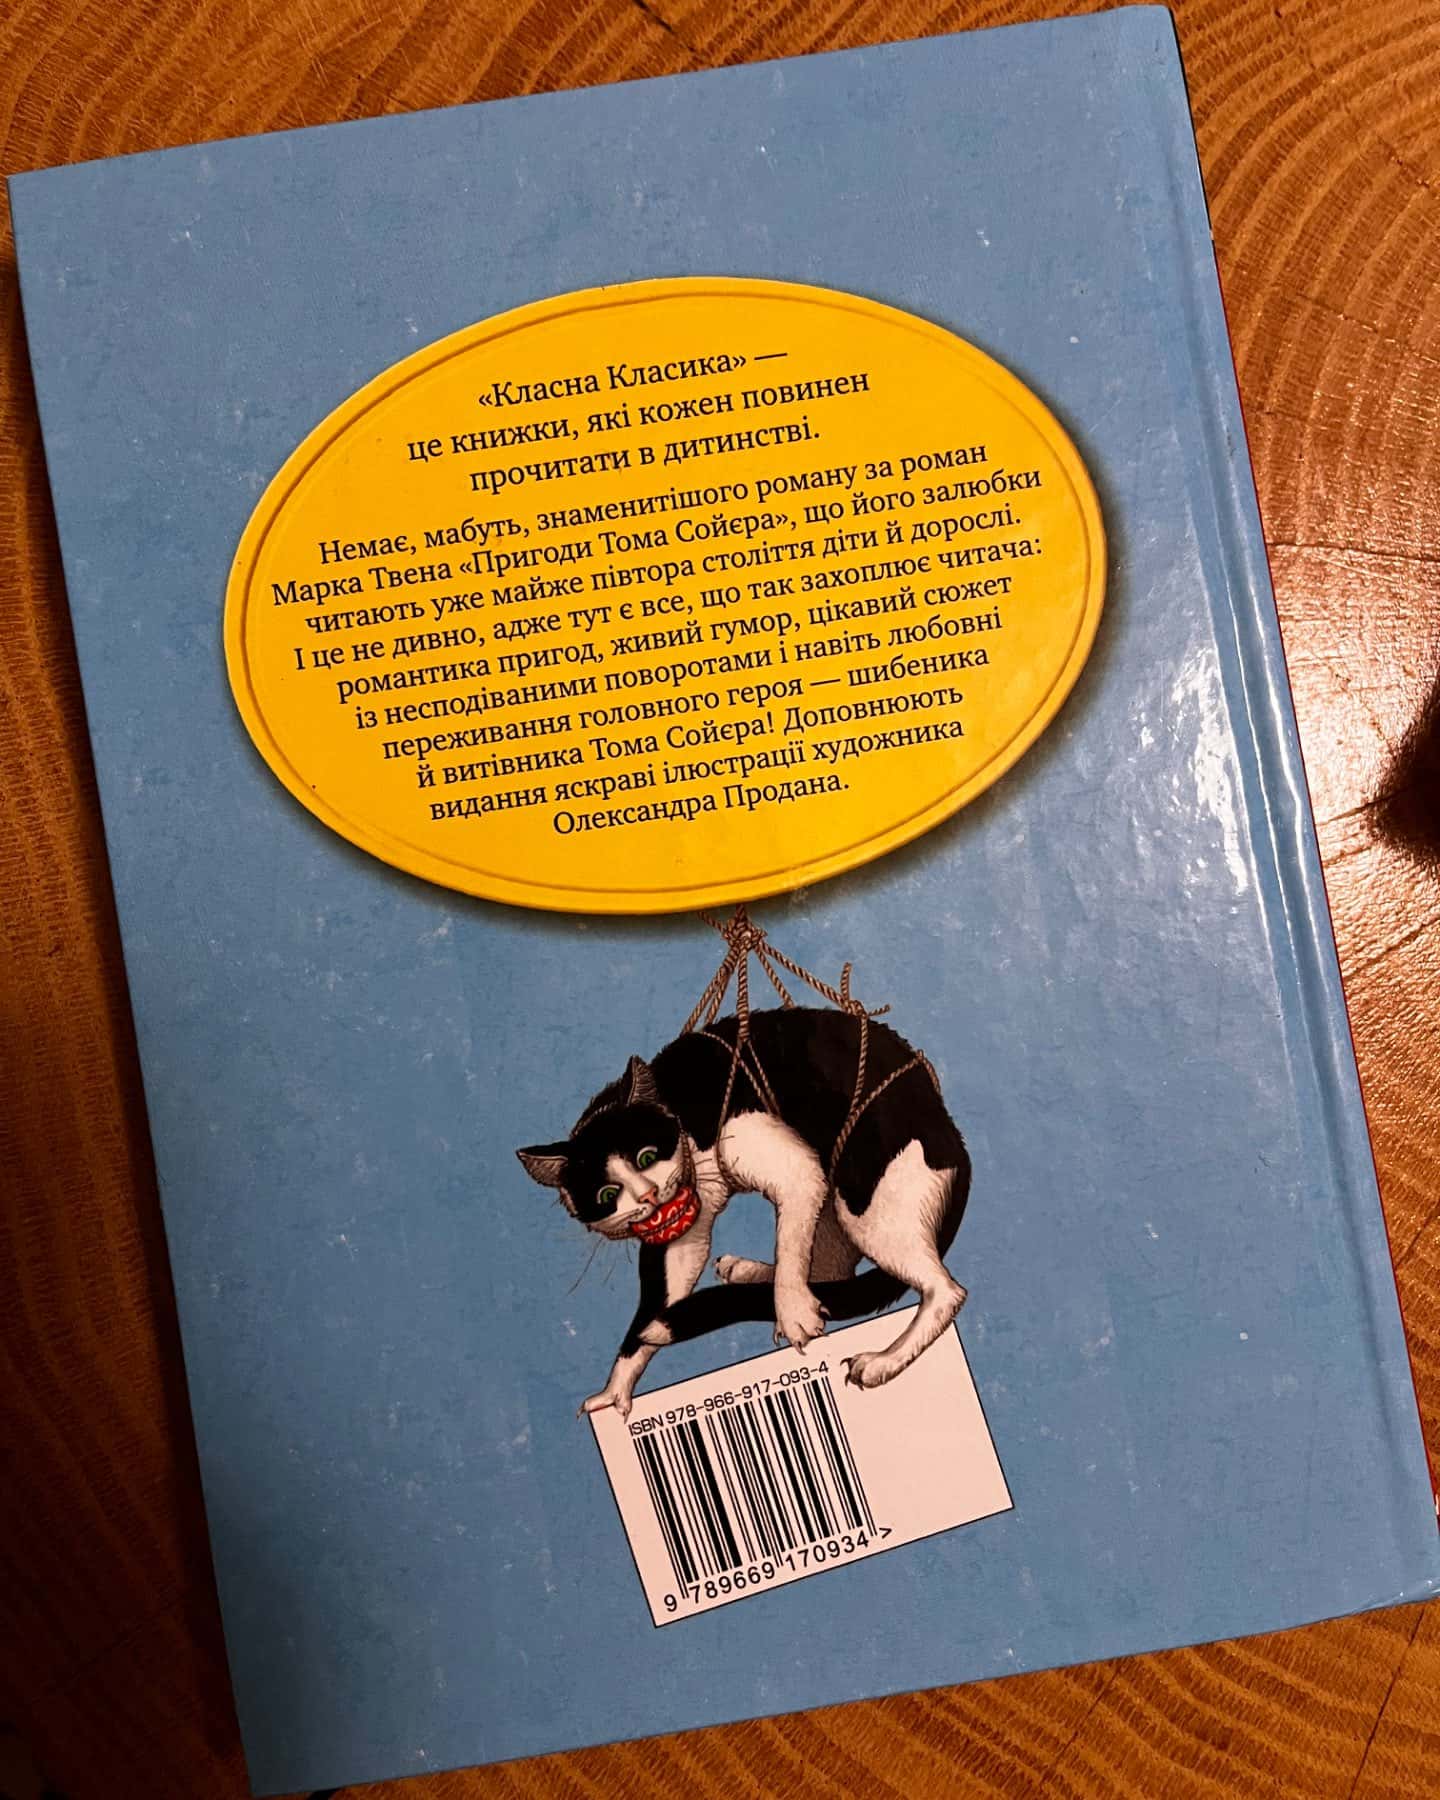 «Класна Класика» —
це книжки, які кожен повинен
прочитати в дитинстві.
Немає, мабуть, знаменитішого роману за роман
Марка Твена «Пригоди Тома Сойєра», що його залюбки
читають уже майже півтора століття діти й дорослі.
І це не дивно, адже тут є все, що так захоплює читача:
романтика пригод, живий гумор, цікавий сюжет
із несподіваними поворотами і навіть любовні
переживання головного героя — шибеника
й витівника Тома Сойєра! Доповнюють
видання яскраві ілюстрації художника
Олександра Продана.
ISBN 978-966-917-093-4
9 789669 170934 >